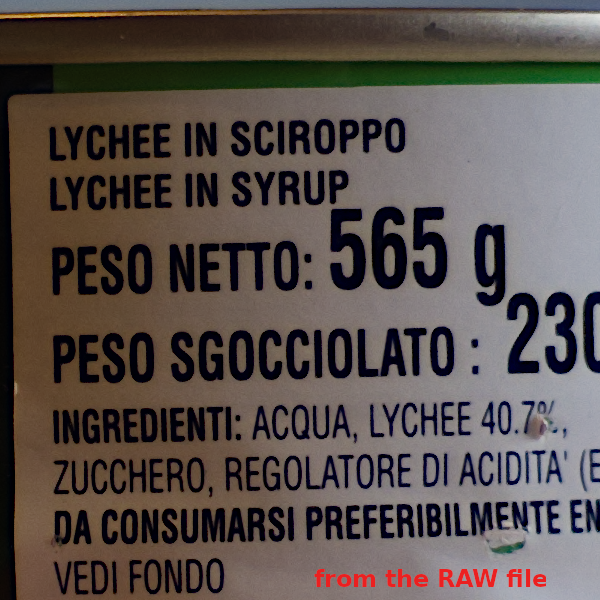 LYCHEE IN SCIROPPO
LYCHEE IN SYRUP
PESO NETTO: 565 g
PESO SGOCCIOLATO : 230
INGREDIENTI: ACQUA, LYCHEE 40.7%,
ZUCCHERO, REGOLATORE DI ACIDITA' (E
DA CONSUMARSI PREFERIBILMENTE EN
VEDI FONDO
from the RAW file